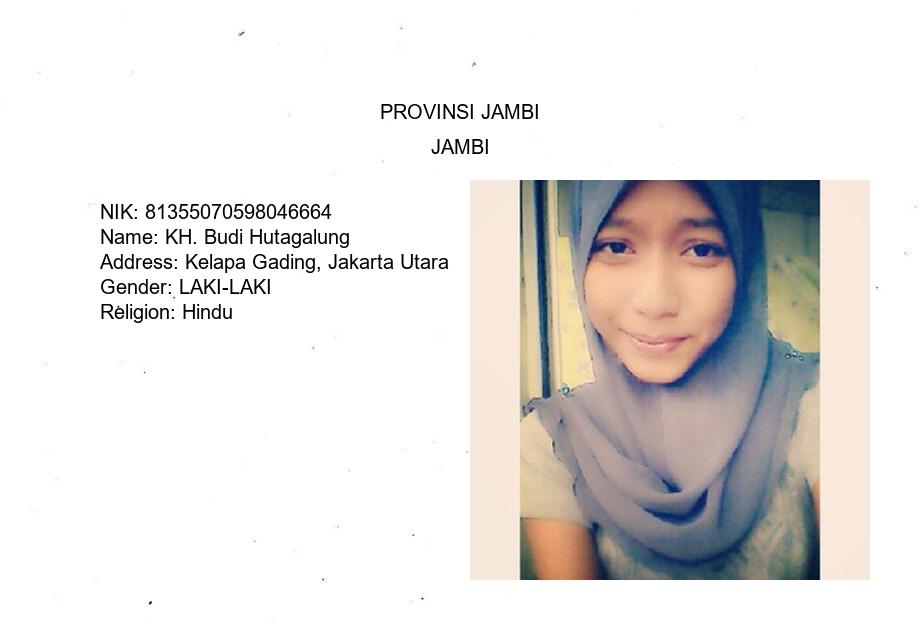 PROVINSI JAMBI
JAMBI
NIK: 81355070598046664
Name: KH. Budi Hutagalung
Address: Kelapa Gading, Jakarta Utara
Gender: LAKI-LAKI
Religion: Hindu